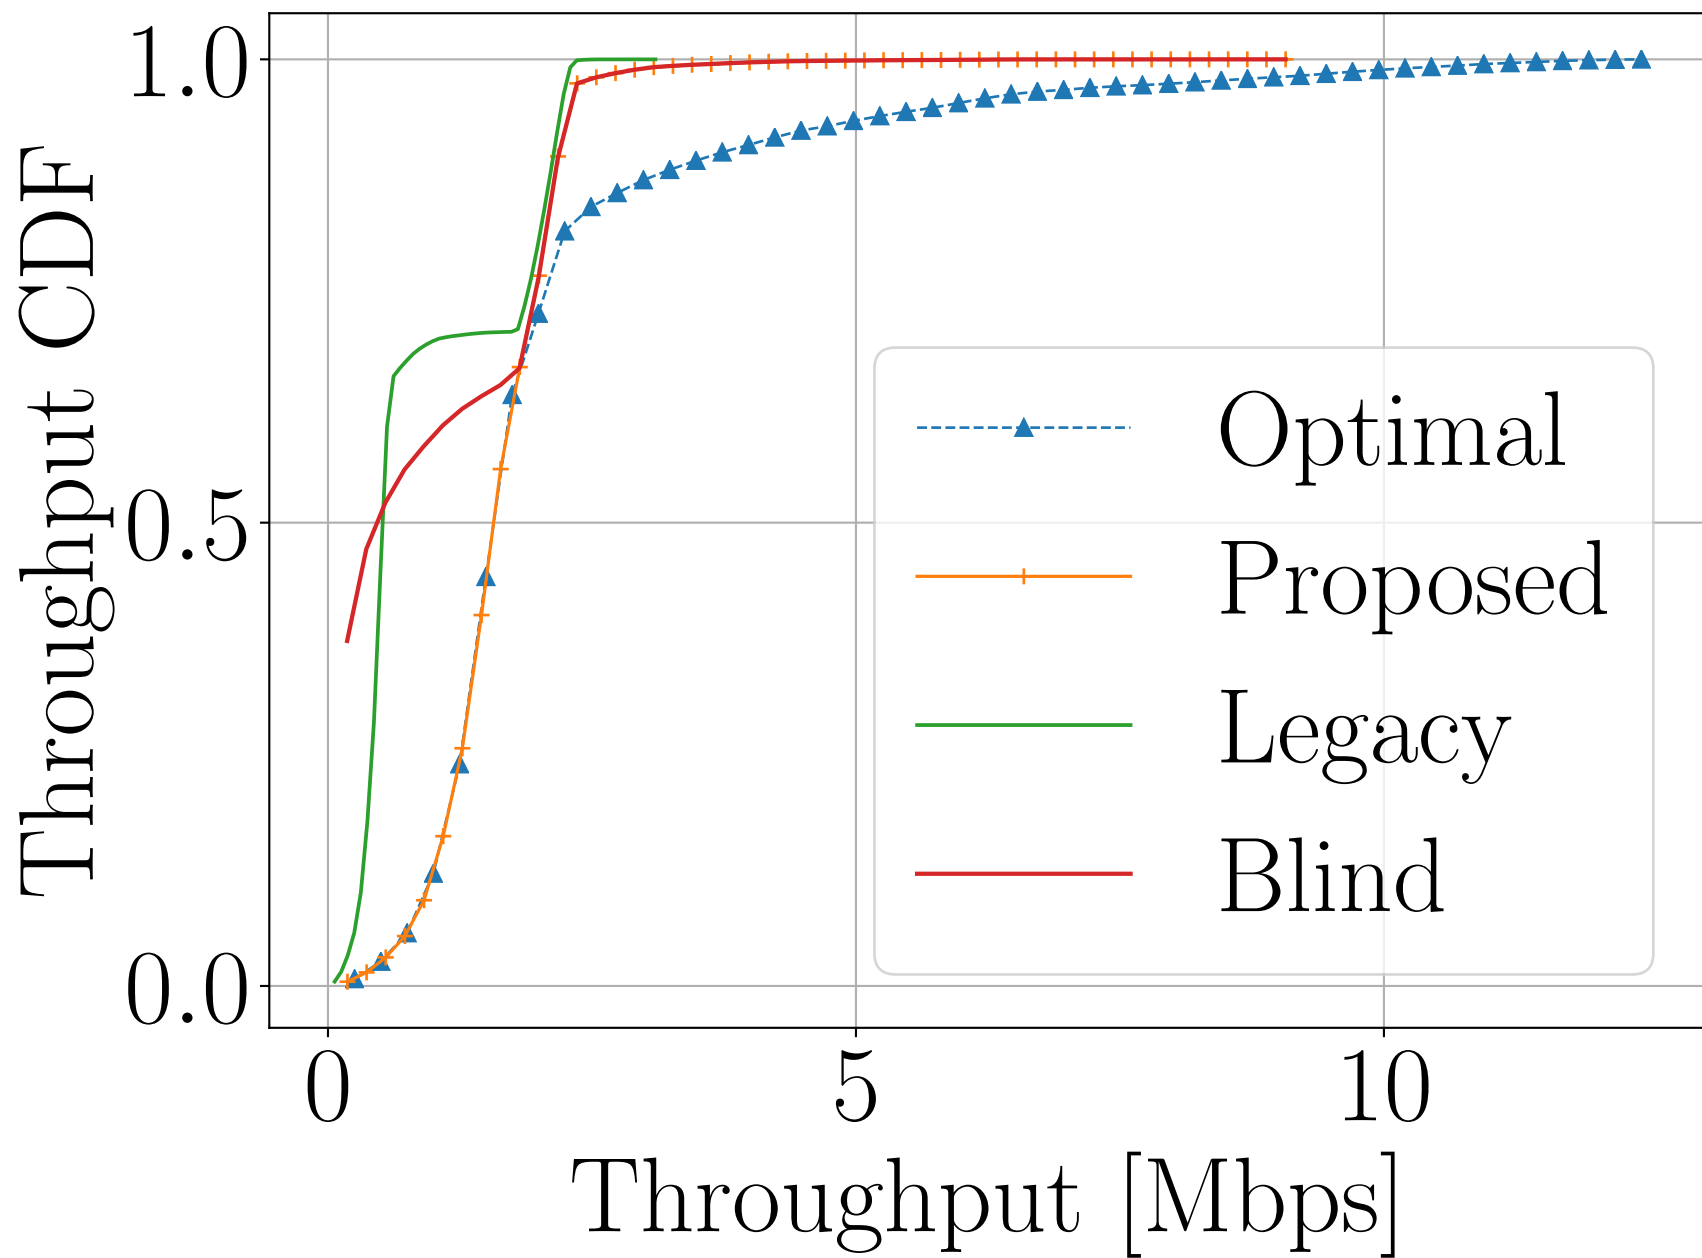 Throughput CDF
1.0
0.5
0.0
Optimal
Proposed
Legacy
Blind
0 5 10
Throughput [Mbps]